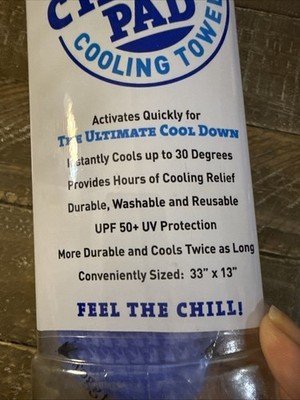 PAD
COOLING TOWEL
Activates Quickly for
THE ULTIMATE COOL DOWN
Instantly Cools up to 30 Degrees
Provides Hours of Cooling Relief
Durable, Washable and Reusable
UPF 50+ UV Protection
More Durable and Cools Twice as Long
Conveniently Sized: 33" x 13"
FEEL THE CHILL!